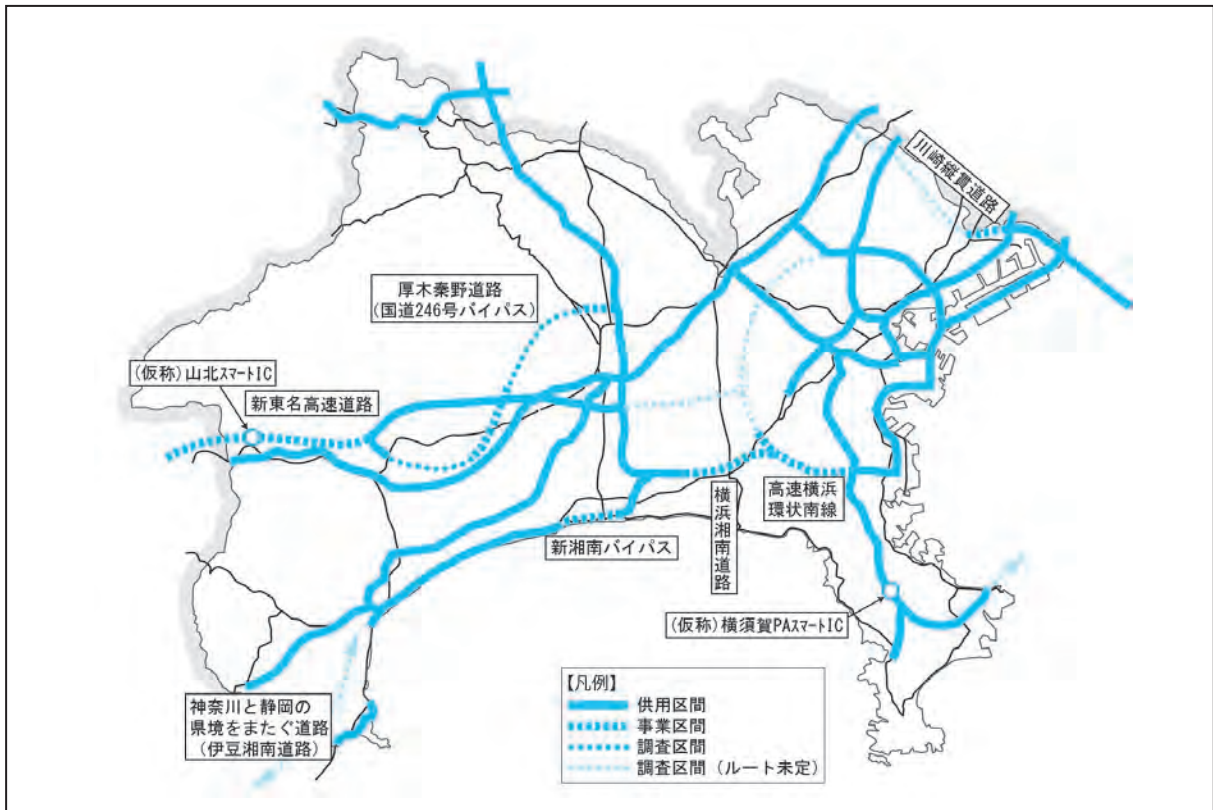 川崎縦貫道路
厚木秦野道路
(国道246号バイパス)
(仮称)山北スマートIC
新東名高速道路
高速横浜
環状南線
横浜湘南道路
新湘南バイパス
(仮称)横須賀PAスマートIC
神奈川と静岡の
県境をまたぐ道路
(伊豆湘南道路)
【凡例】
供用区間
事業区間
調査区間
調査区間（ルート未定）